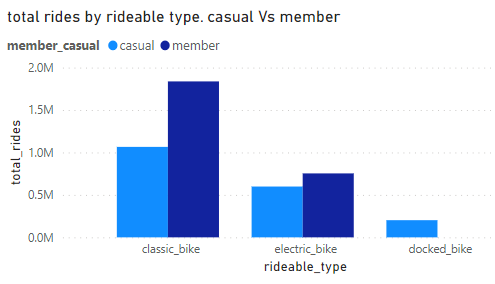 total rides by rideable type. casual Vs member
member_casual casual member
2.0M
1.5M
1.0M
0.5M
0.0M
total_rides
classic_bike electric_bike docked_bike
rideable_type